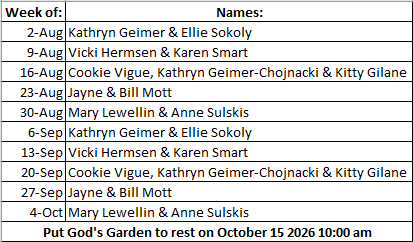 Week of: Names:
2-Aug Kathryn Geimer & Ellie Sokoly
9-Aug Vicki Hermsen & Karen Smart
16-Aug Cookie Vigue, Kathryn Geimer-Chojnacki & Kitty Gilane
23-Aug Jayne & Bill Mott
30-Aug Mary Lewellin & Anne Sulskis
6-Sep Kathryn Geimer & Ellie Sokoly
13-Sep Vicki Hermsen & Karen Smart
20-Sep Cookie Vigue, Kathryn Geimer-Chojnacki & Kitty Gilane
27-Sep Jayne & Bill Mott
4-Oct Mary Lewellin & Anne Sulskis
Put God's Garden to rest on October 15 2026 10:00 am